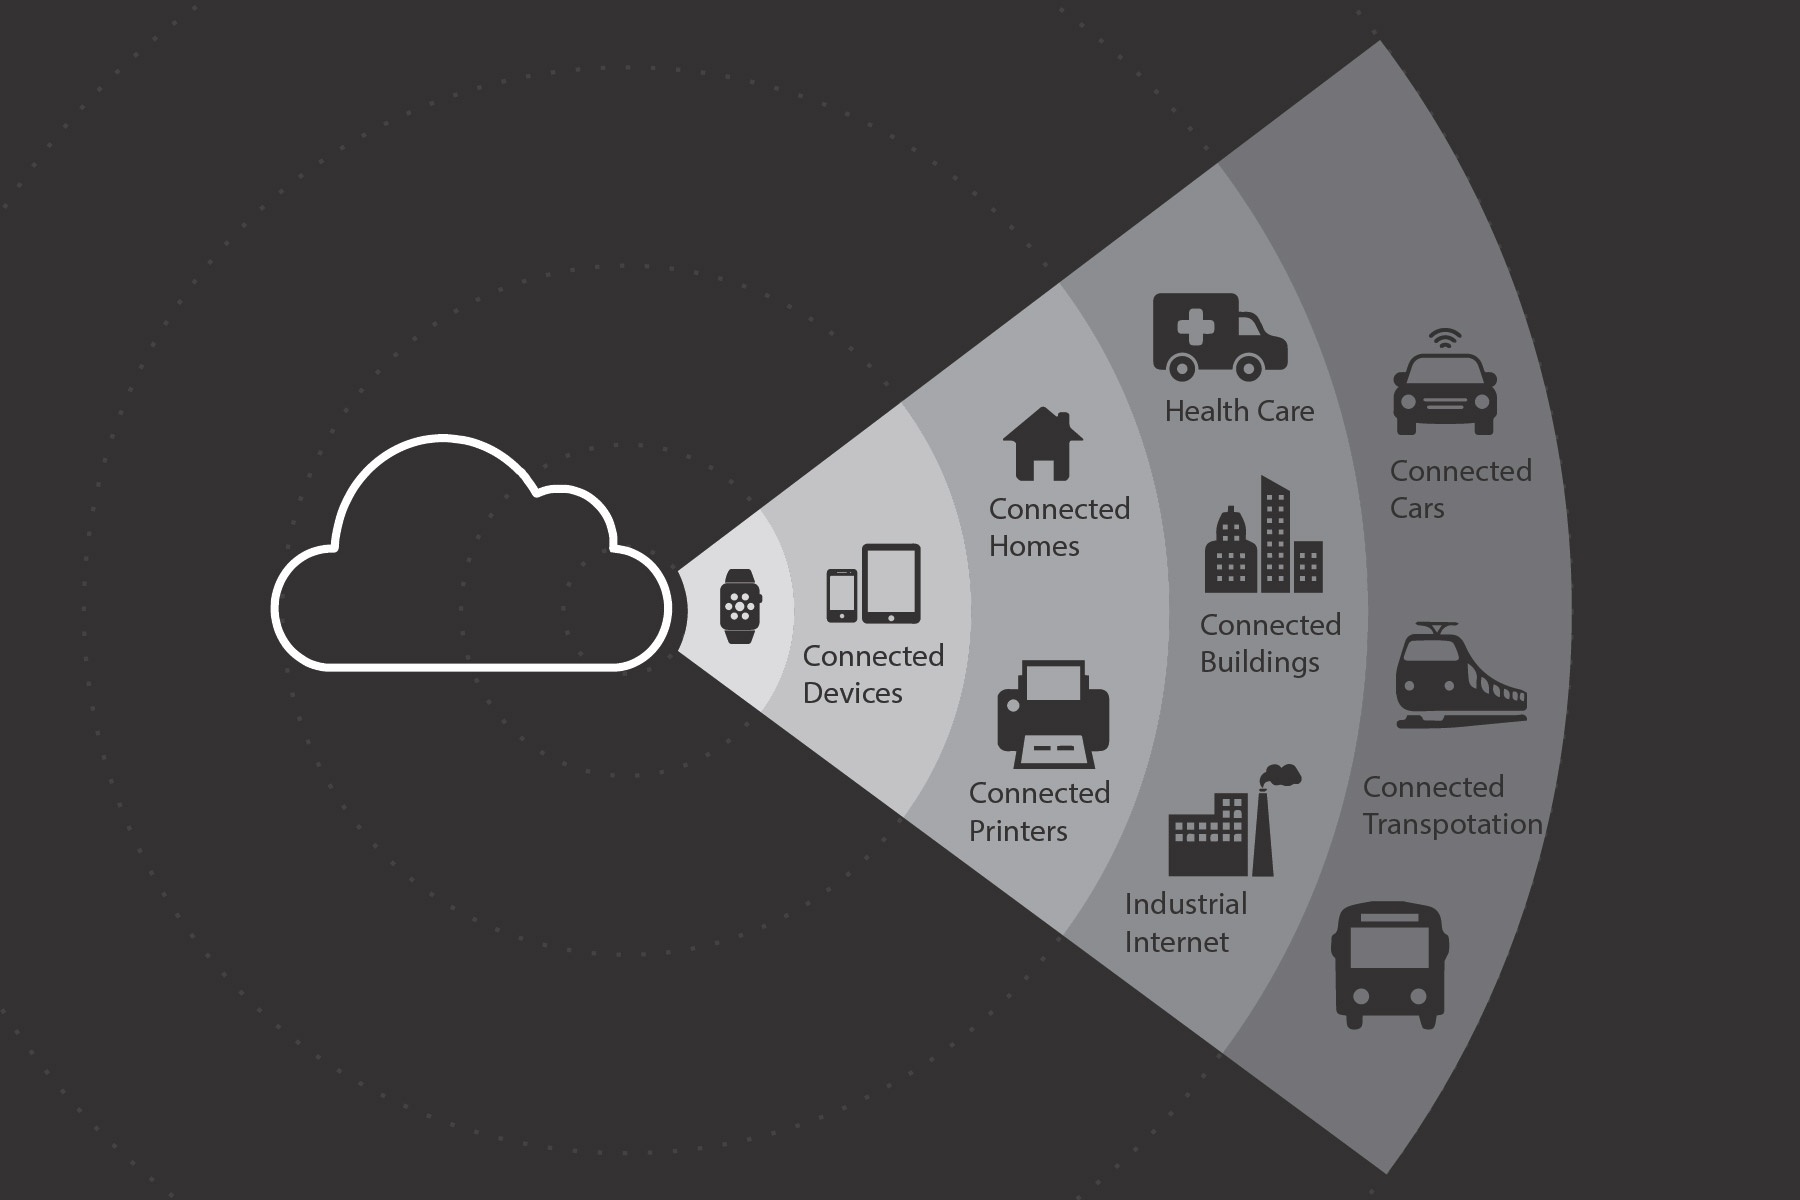 Connected
Devices
Connected
Homes
Connected
Printers
Health Care
Connected
Buildings
Industrial
Internet
Connected
Cars
Connected
Transpotation